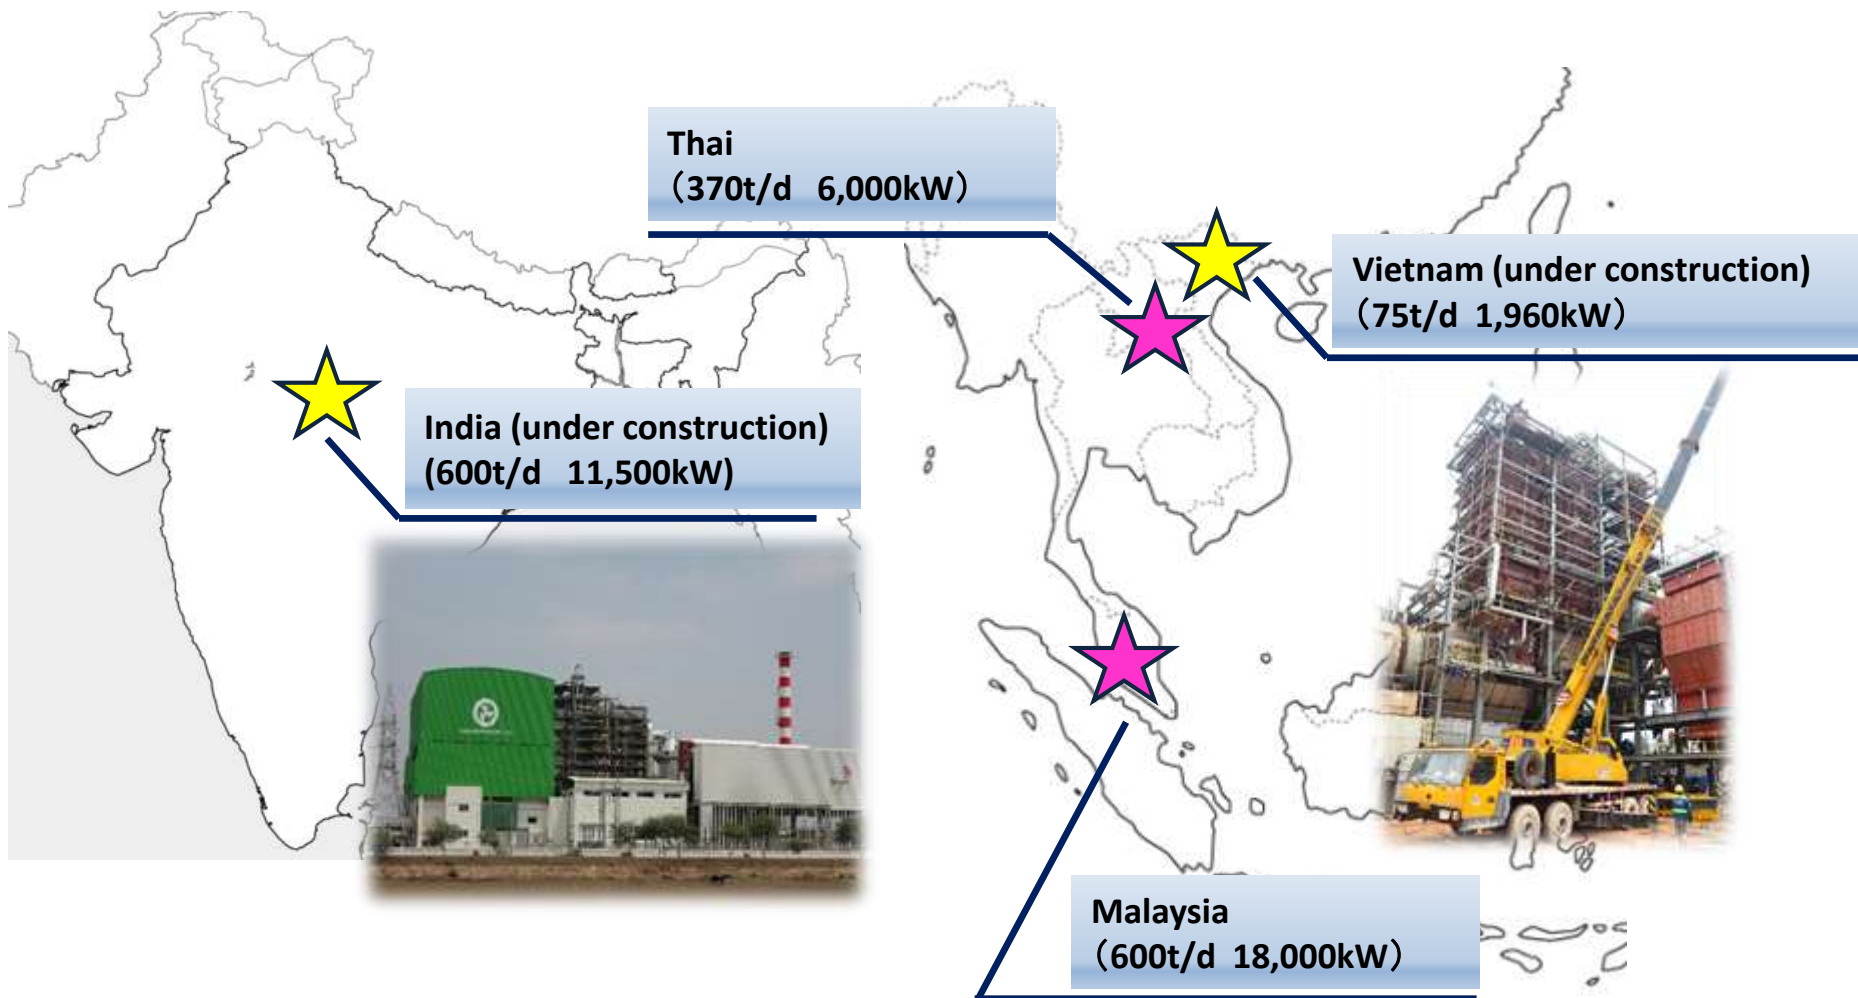 Thai
（370t/d 6,000kW）
Vietnam (under construction)
（75t/d 1,960kW）
India (under construction)
(600t/d 11,500kW)
Malaysia
（600t/d 18,000kW）